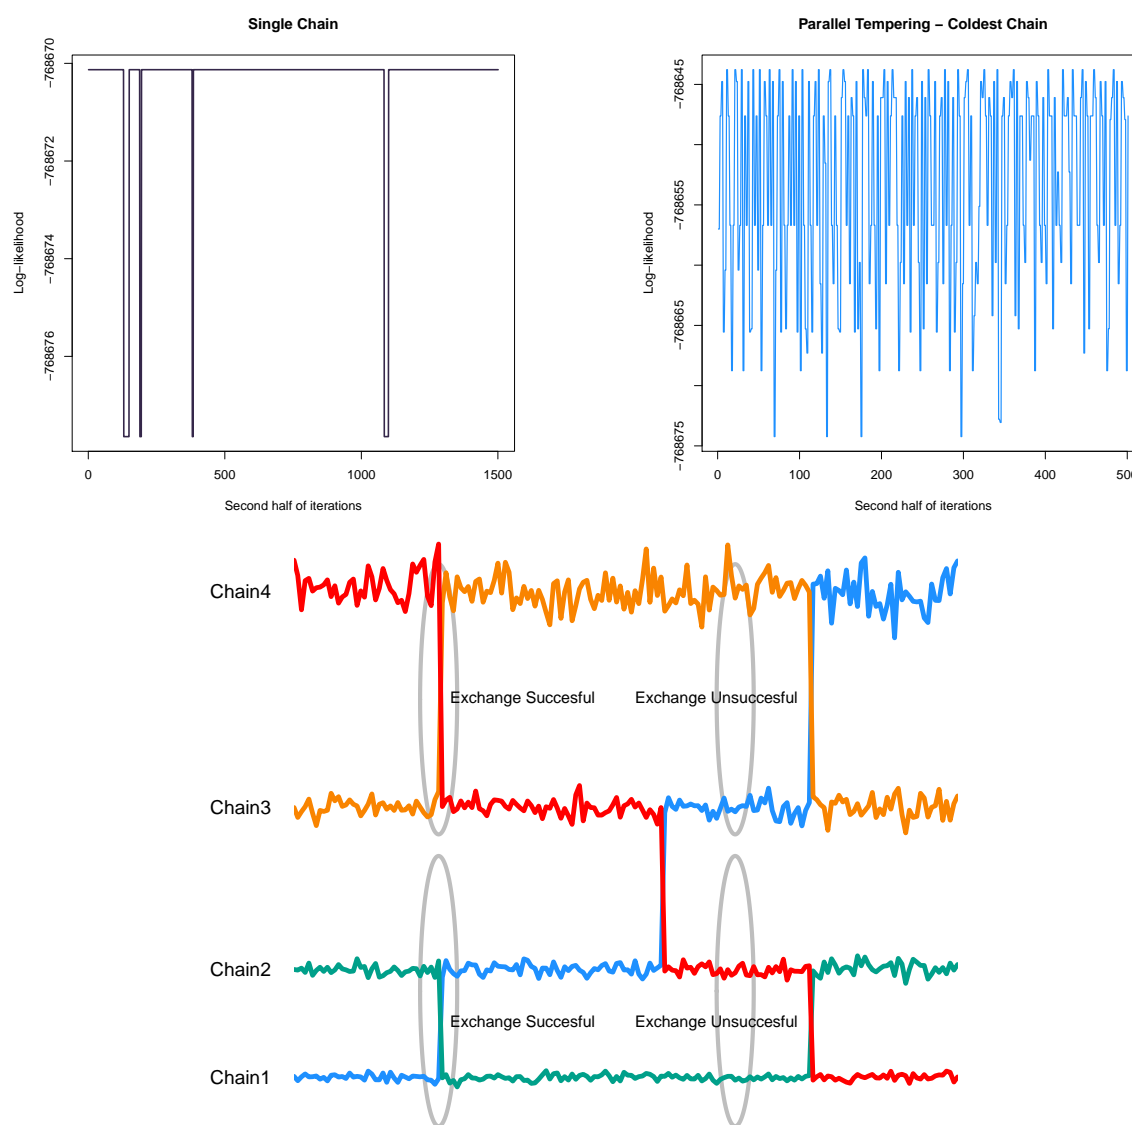 Single Chain
Log−likelihood
−768670
−768672
−768674
−768676
0 500 1000 1500
Second half of iterations
Parallel Tempering − Coldest Chain
Log−likelihood
−768645
−768655
−768665
−768675
0 100 200 300 400 500
Second half of iterations
Chain4
Exchange Succesful Exchange Unsuccesful
Chain3
Chain2
Exchange Succesful Exchange Unsuccesful
Chain1